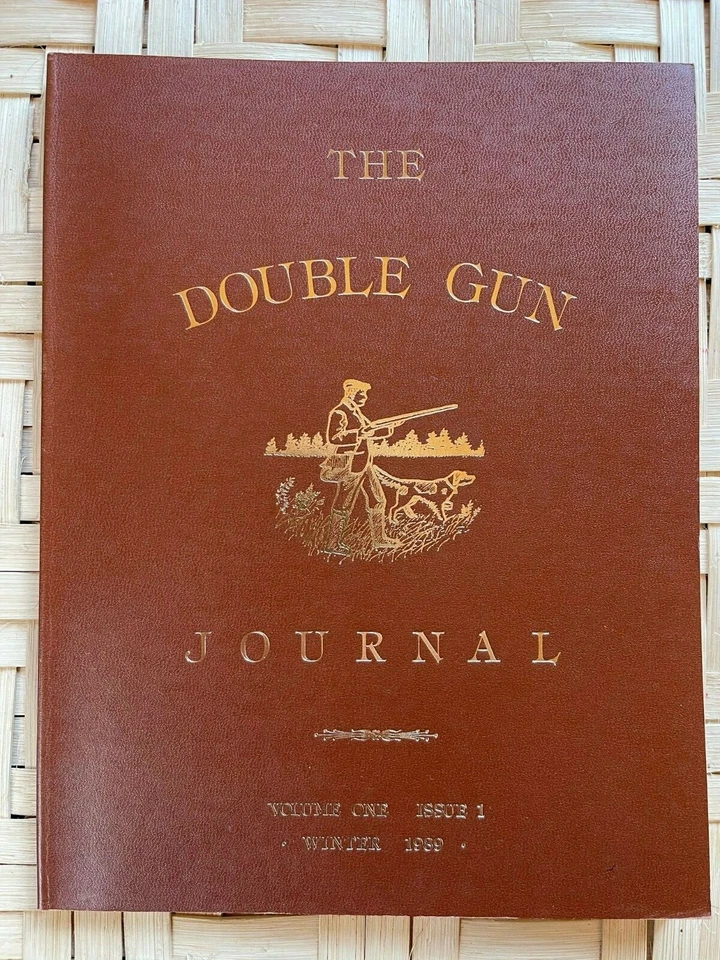 THE
DOUBLE GUN
JOURNAL
VOLUME ONE ISSUE 1
· WINTER 1989 ·